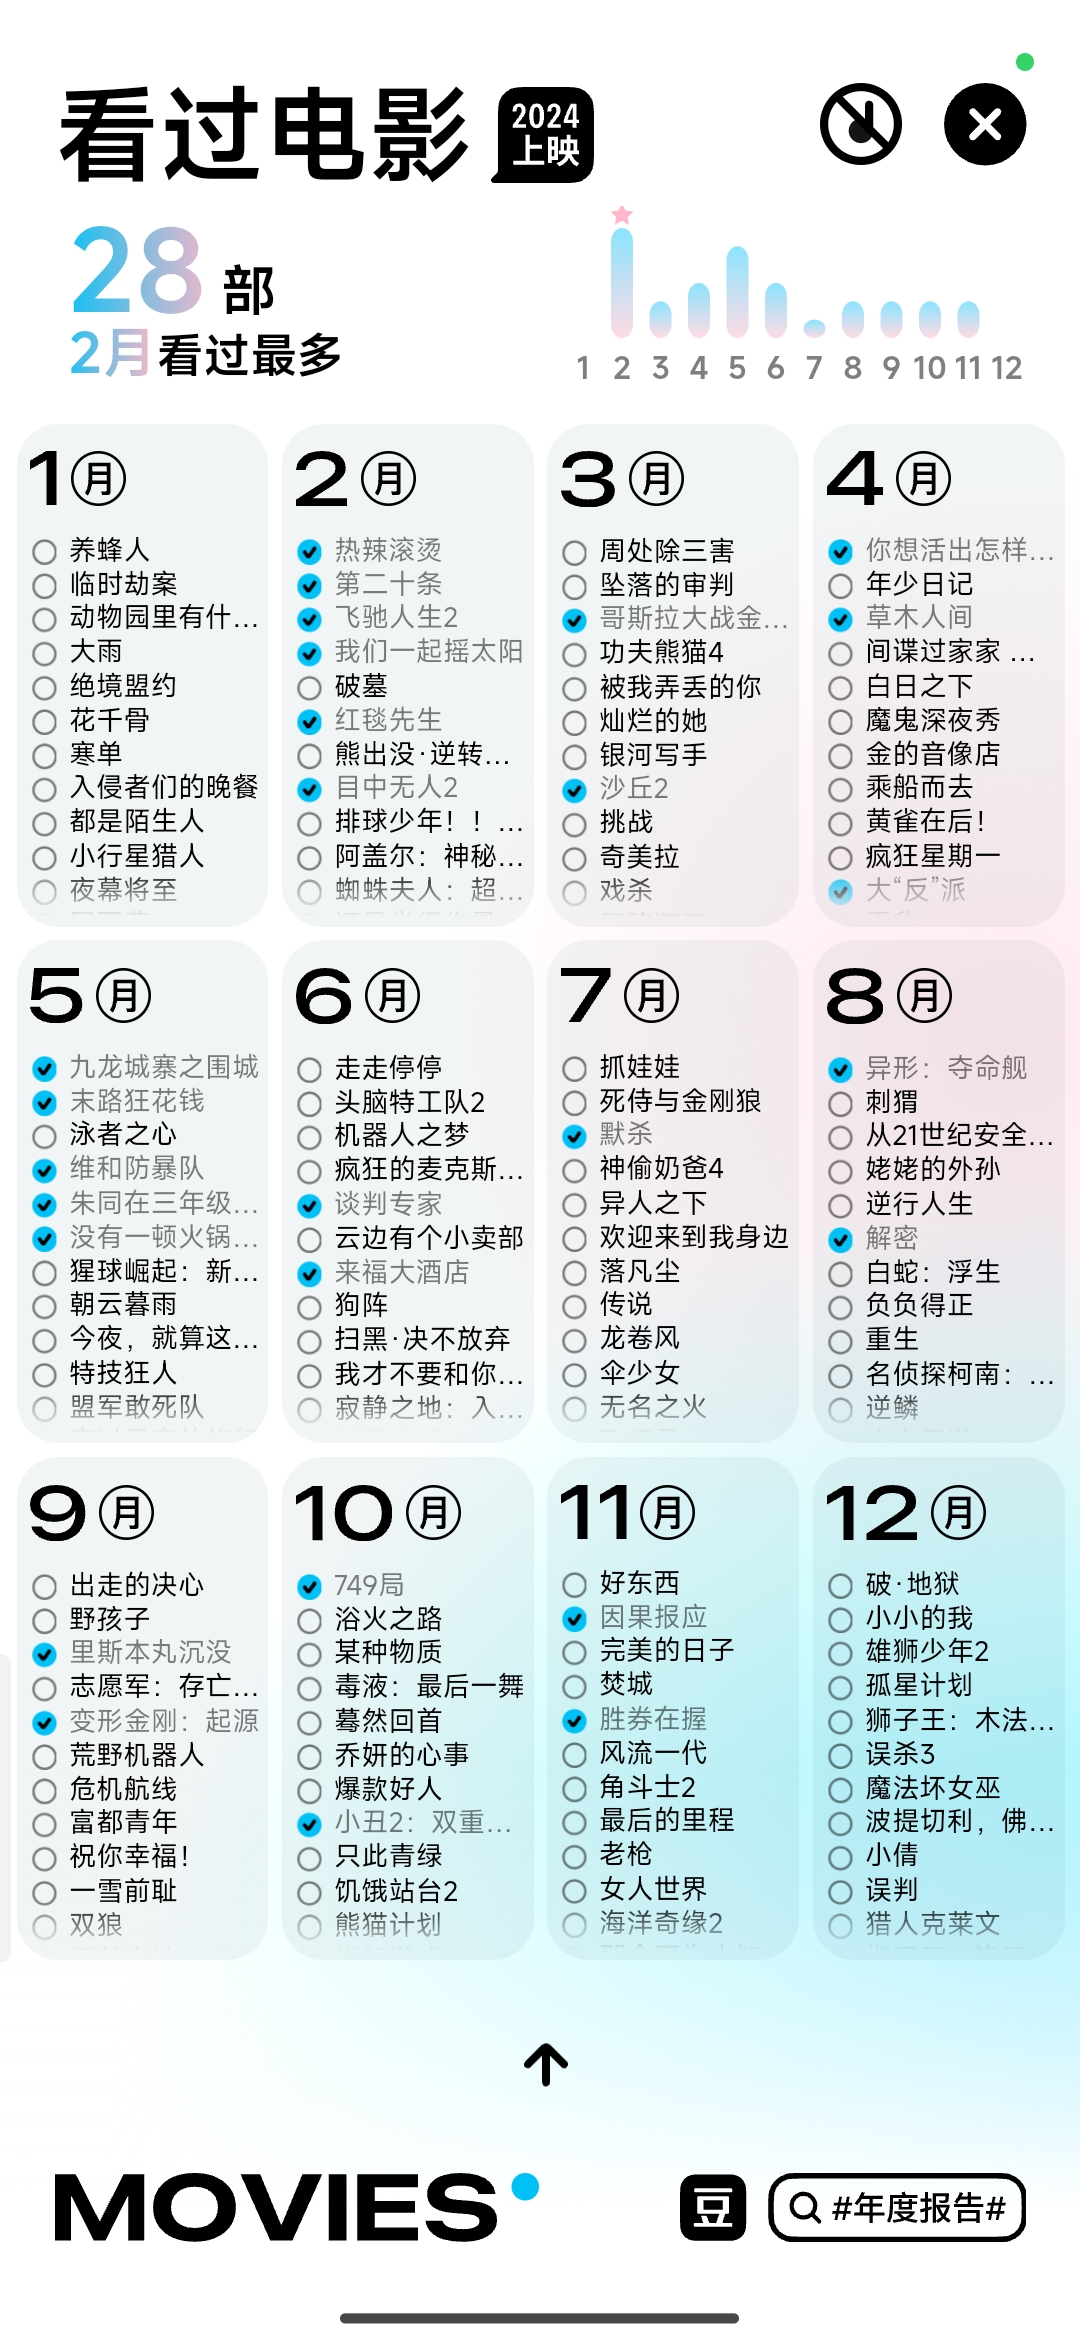 看过电影
2024
上映
28 部
2月看过最多
1 2 3 4 5 6 7 8 9 10 11 12
1月
养蜂人
临时劫案
动物园里有什...
大雨
绝境盟约
花千骨
寒单
入侵者们的晚餐
都是陌生人
小行星猎人
夜幕将至
2月
热辣滚烫
第二十条
飞驰人生2
我们一起摇太阳
破墓
红毯先生
熊出没·逆转...
目中无人2
排球少年！！...
阿盖尔：神秘...
蜘蛛夫人：超...
3月
周处除三害
坠落的审判
哥斯拉大战金...
功夫熊猫4
被我弄丢的你
灿烂的她
银河写手
沙丘2
挑战
奇美拉
戏杀
4月
你想活出怎样...
年少日记
草木人间
间谍过家家 ...
白日之下
魔鬼深夜秀
金的音像店
乘船而去
黄雀在后！
疯狂星期一
大“反”派
5月
九龙城寨之围城
末路狂花钱
泳者之心
维和防暴队
朱同在三年级...
没有一顿火锅...
猩球崛起：新...
朝云暮雨
今夜，就算这...
特技狂人
盟军敢死队
6月
走走停停
头脑特工队2
机器人之梦
疯狂的麦克斯...
谈判专家
云边有个小卖部
来福大酒店
狗阵
扫黑·决不放弃
我才不要和你...
寂静之地：入...
7月
抓娃娃
死侍与金刚狼
默杀
神偷奶爸4
异人之下
欢迎来到我身边
落凡尘
传说
龙卷风
伞少女
无名之火
8月
异形：夺命舰
刺猬
从21世纪安全...
姥姥的外孙
逆行人生
解密
白蛇：浮生
负负得正
重生
名侦探柯南：...
逆鳞
9月
出走的决心
野孩子
里斯本丸沉没
志愿军：存亡...
变形金刚：起源
荒野机器人
危机航线
富都青年
祝你幸福！
一雪前耻
双狼
10月
749局
浴火之路
某种物质
毒液：最后一舞
蓦然回首
乔妍的心事
爆款好人
小丑2：双重...
只此青绿
饥饿站台2
熊猫计划
11月
好东西
因果报应
完美的日子
焚城
胜券在握
风流一代
角斗士2
最后的里程
老枪
女人世界
海洋奇缘2
12月
破·地狱
小小的我
雄狮少年2
孤星计划
狮子王：木法...
误杀3
魔法坏女巫
波提切利，佛...
小倩
误判
猎人克莱文
MOVIES
豆
#年度报告#